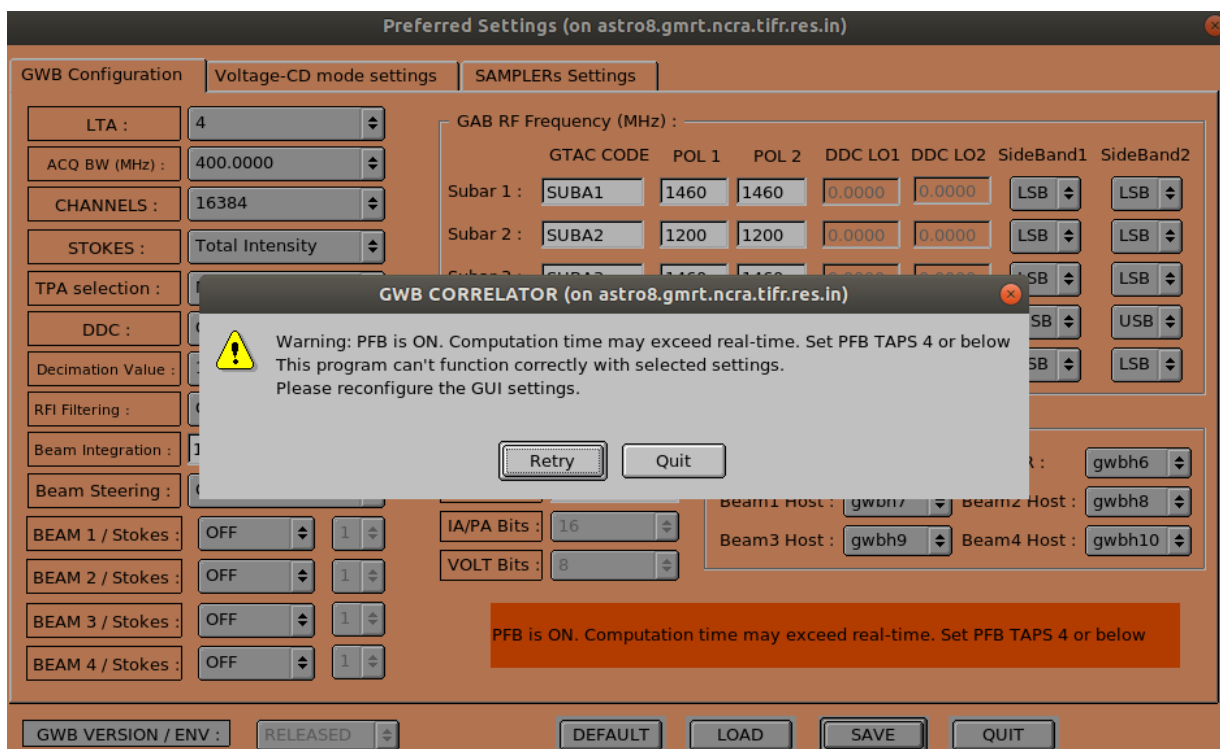 Preferred Settings (on astro8.gmrt.ncra.tifr.res.in)
GWB Configuration Voltage-CD mode settings SAMPLERs Settings
LTA : 4
ACQ BW (MHz) : 400.0000
CHANNELS : 16384
STOKES : Total Intensity
TPA selection :
DDC :
Decimation Value :
RFI Filtering :
Beam Integration :
Beam Steering :
BEAM 1 / Stokes : OFF 1
BEAM 2 / Stokes : OFF 1
BEAM 3 / Stokes : OFF 1
BEAM 4 / Stokes : OFF 1
GAB RF Frequency (MHz) :
GTAC CODE POL 1 POL 2 DDC LO1 DDC LO2 SideBand1 SideBand2
Subar 1 : SUBA1 1460 1460 0.0000 0.0000 LSB LSB
Subar 2 : SUBA2 1200 1200 0.0000 0.0000 LSB LSB
LSB
USB
LSB
GWB CORRELATOR (on astro8.gmrt.ncra.tifr.res.in)
Warning: PFB is ON. Computation time may exceed real-time. Set PFB TAPS 4 or below
This program can't function correctly with selected settings.
Please reconfigure the GUI settings.
Retry Quit
gwbh6
Beam1 Host : gwbh7 Beam2 Host : gwbh8
IA/PA Bits : 16
Beam3 Host : gwbh9 Beam4 Host : gwbh10
VOLT Bits : 8
PFB is ON. Computation time may exceed real-time. Set PFB TAPS 4 or below
GWB VERSION / ENV : RELEASED DEFAULT LOAD SAVE QUIT